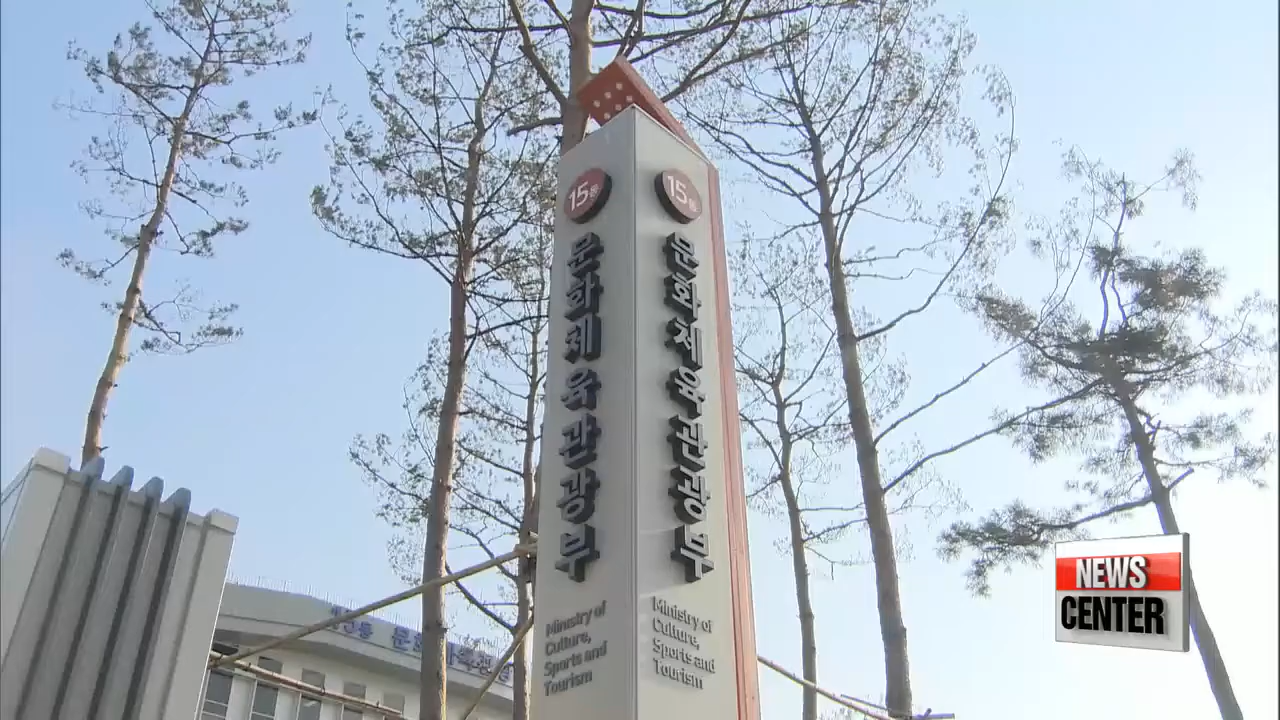 15동
문화체육관광부
Ministry of
Culture,
Sports and
Tourism
15동
문화체육관광부
Ministry of
Culture,
Sports and
Tourism
NEWS
CENTER